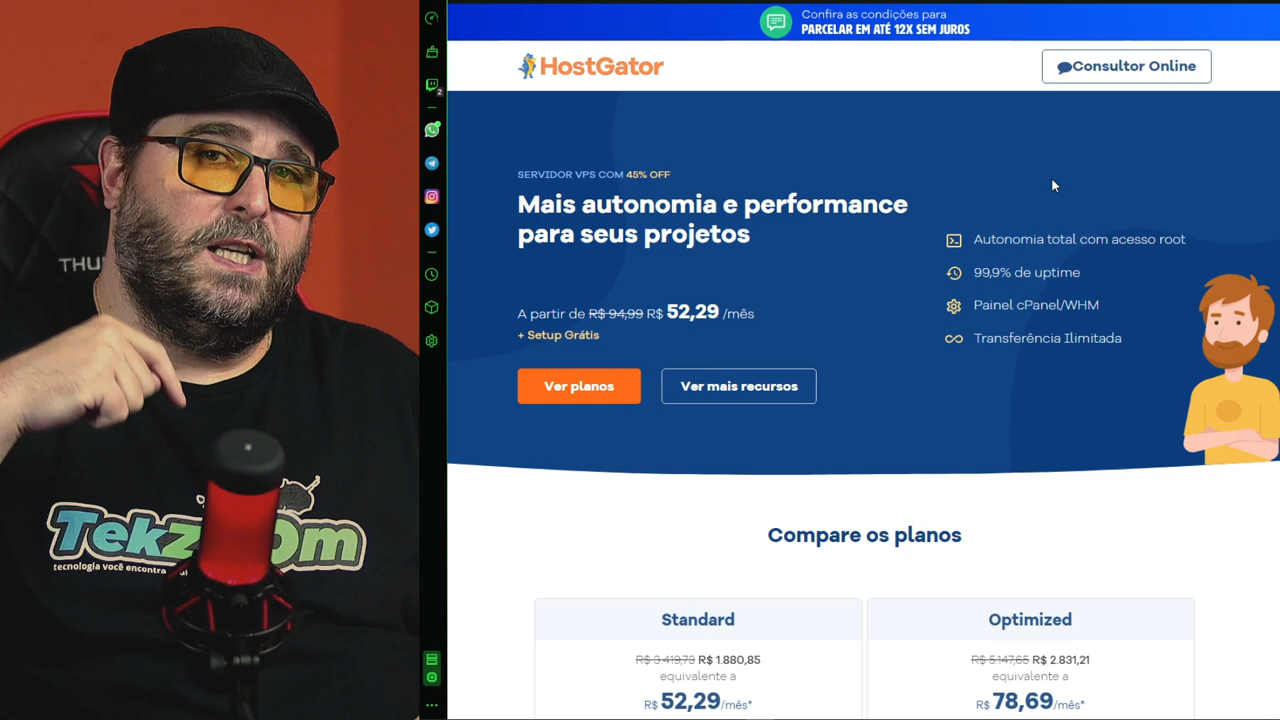 THU
TekZ
om
tecnologia você encontra
Confira as condições para
PARCELAR EM ATÉ 12X SEM JUROS
HostGator
Consultor Online
SERVIDOR VPS COM 45% OFF
Mais autonomia e performance
para seus projetos
A partir de R$ 94,99 R$ 52,29 /mês
+ Setup Grátis
Ver planos
Ver mais recursos
Autonomia total com acesso root
99,9% de uptime
Painel cPanel/WHM
Transferência Ilimitada
Compare os planos
Standard
R$ 3.419,73 R$ 1.880,85
equivalente a
R$ 52,29/mês*
Optimized
R$ 5.147,65 R$ 2.831,21
equivalente a
R$ 78,69/mês*
2